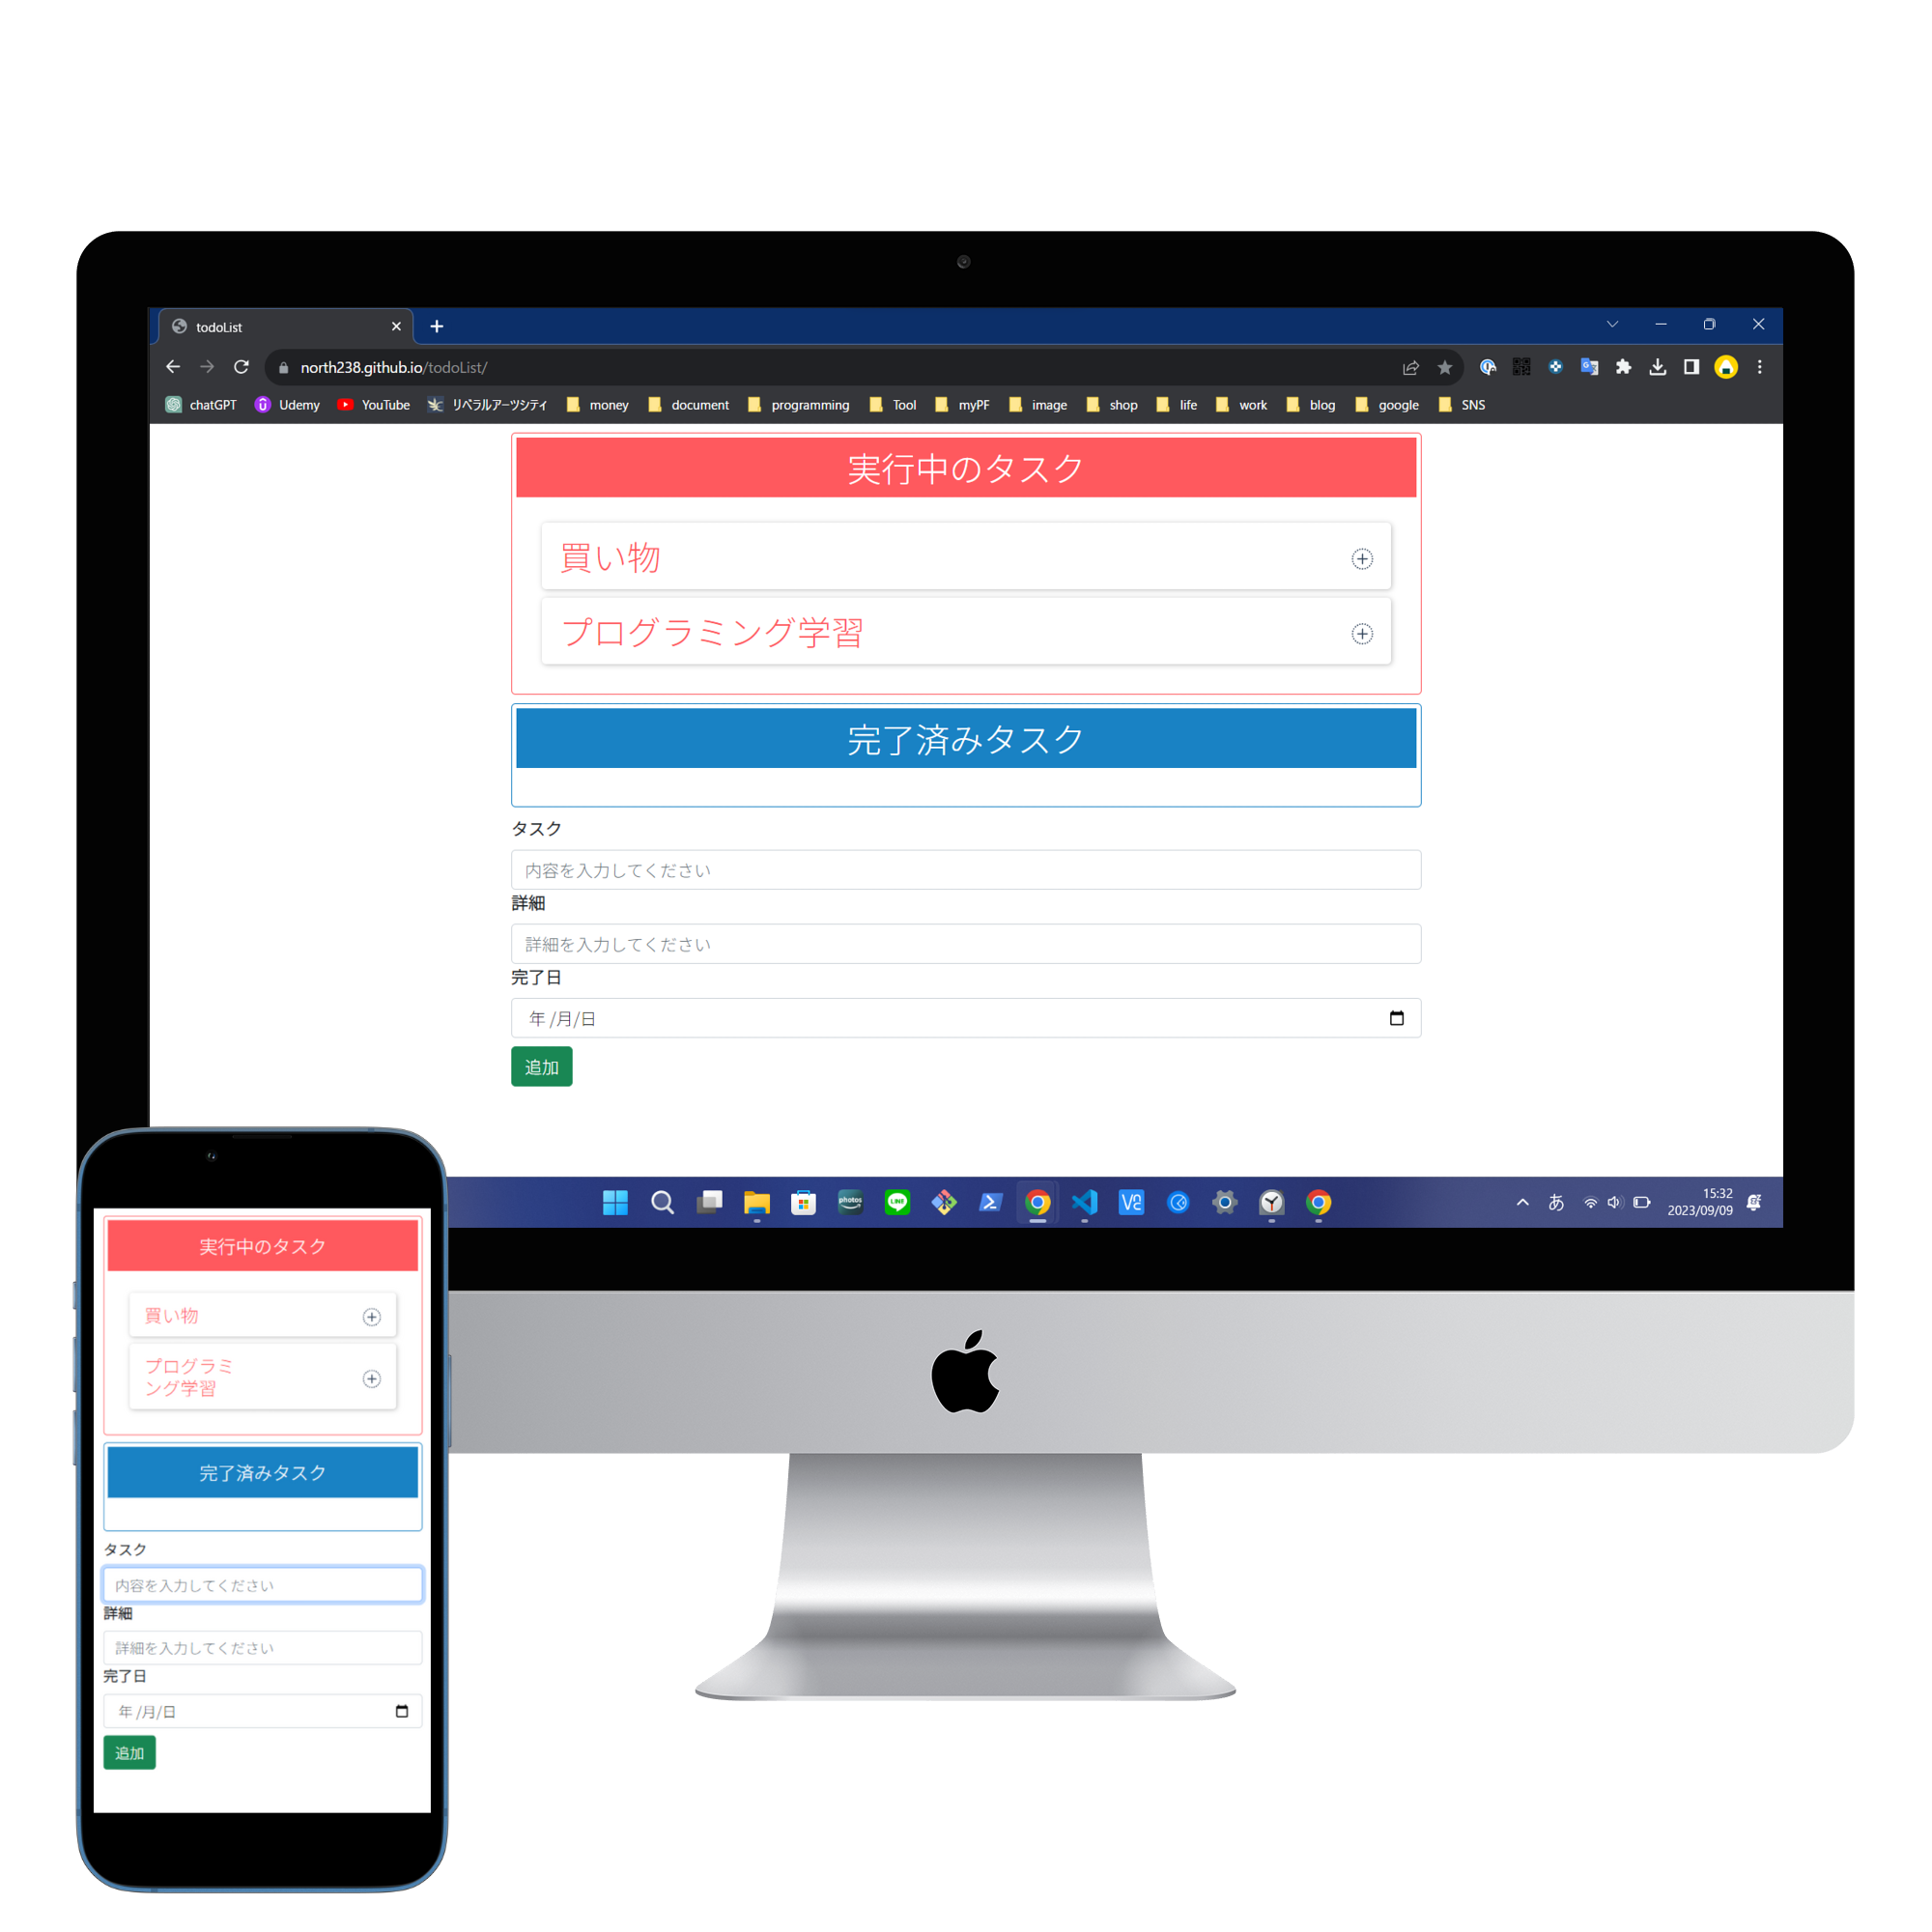 todoList
north238.github.io/todoList/
chatGPT Udemy YouTube リベラルアーツシティ money document programming Tool myPF image shop life work blog google SNS
実行中のタスク
買い物
プログラミング学習
完了済みタスク
タスク
内容を入力してください
詳細
詳細を入力してください
完了日
年 /月/日
追加
photos
LINE
あ
15:32
2023/09/09
実行中のタスク
買い物
プログラミ
ング学習
完了済みタスク
タスク
内容を入力してください
詳細
詳細を入力してください
完了日
年 /月/日
追加